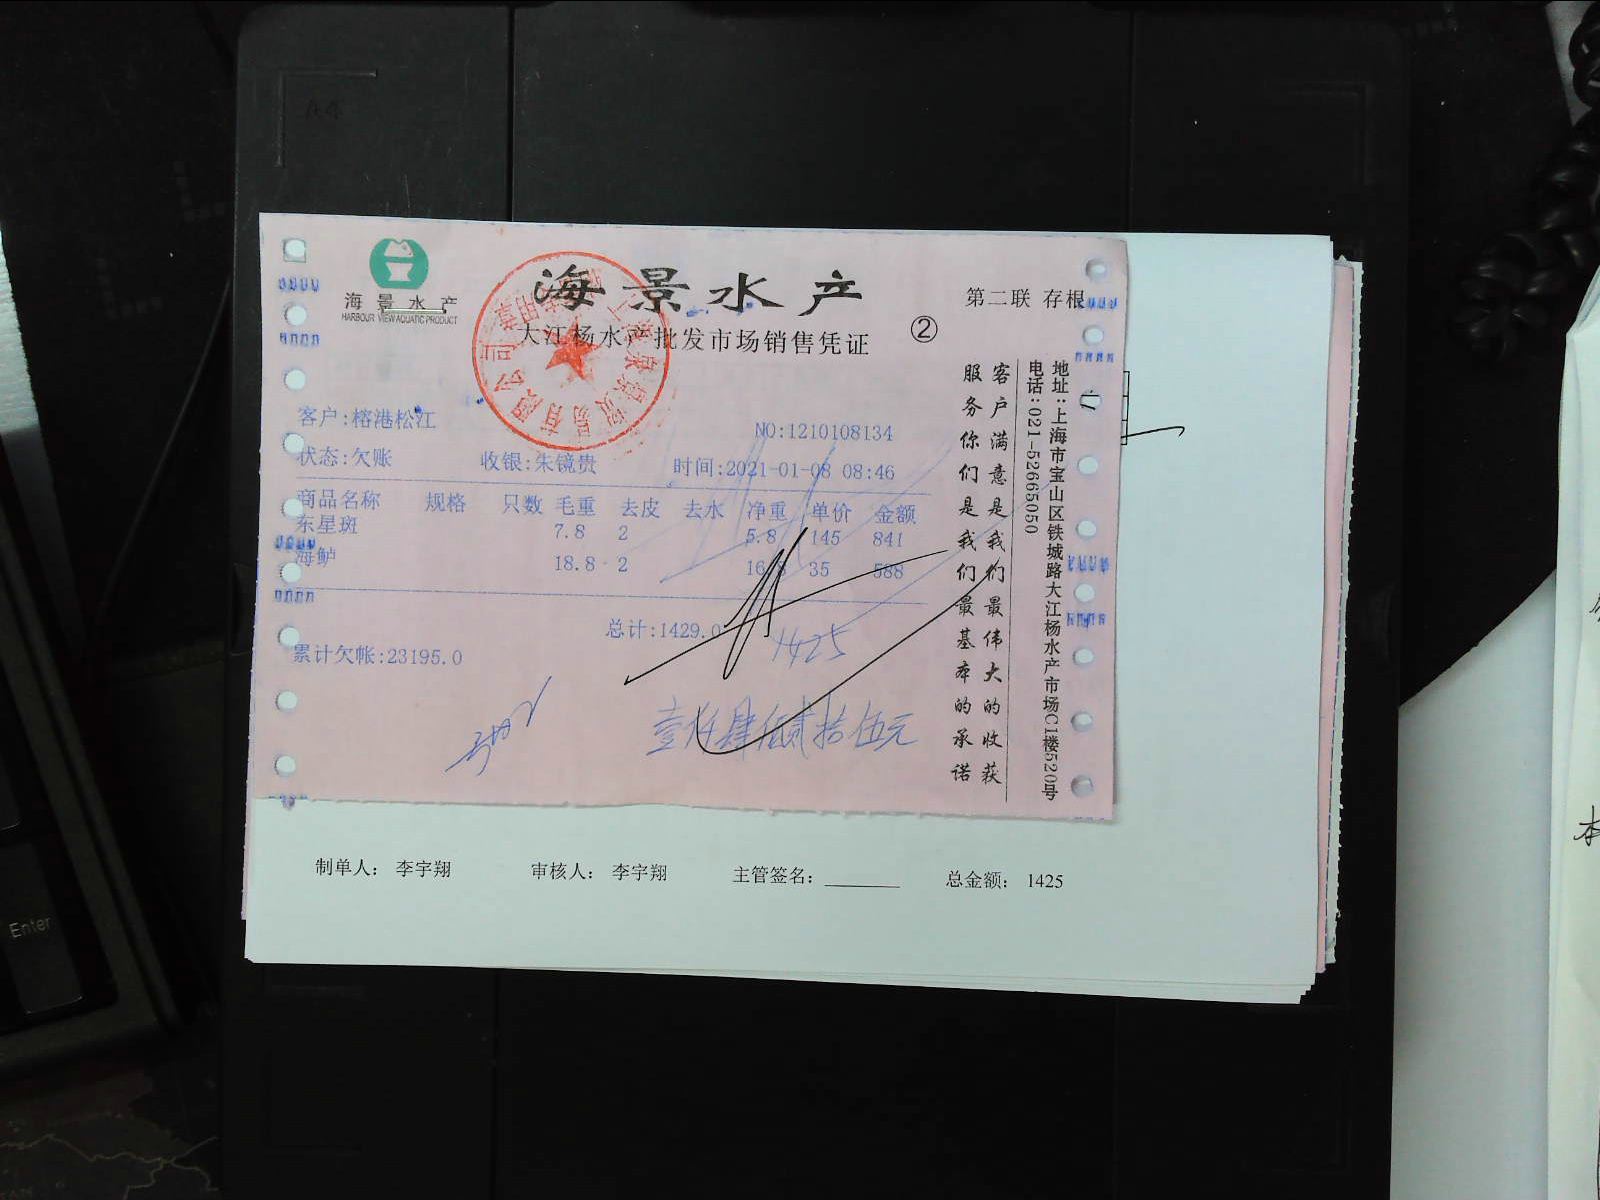 海景水产
HARBOUR VIEW AQUATIC PRODUCT
海景水产
大江杨水产批发市场销售凭证
②
第二联 存根
客户:榕港松江
NO:1210108134
状态:欠账 收银:朱镜贵 时间:2021-01-08 08:46
商品名称 规格 只数 毛重 去皮 去水 净重 单价 金额
东星斑 7.8 2 5.8 145 841
海鲈 18.8 2 16.8 35 588
总计:1429.0
1425
累计欠帐:23195.0
壹仟肆佰贰拾伍元
客户满意是我们最伟大的收获
服务你们是我们最基本的承诺
地址:上海市宝山区铁城路大江杨水产市场C1楼520号
电话:021-52665050
制单人: 李宇翔 审核人: 李宇翔 主管签名: 总金额: 1425
Enter
A4
本